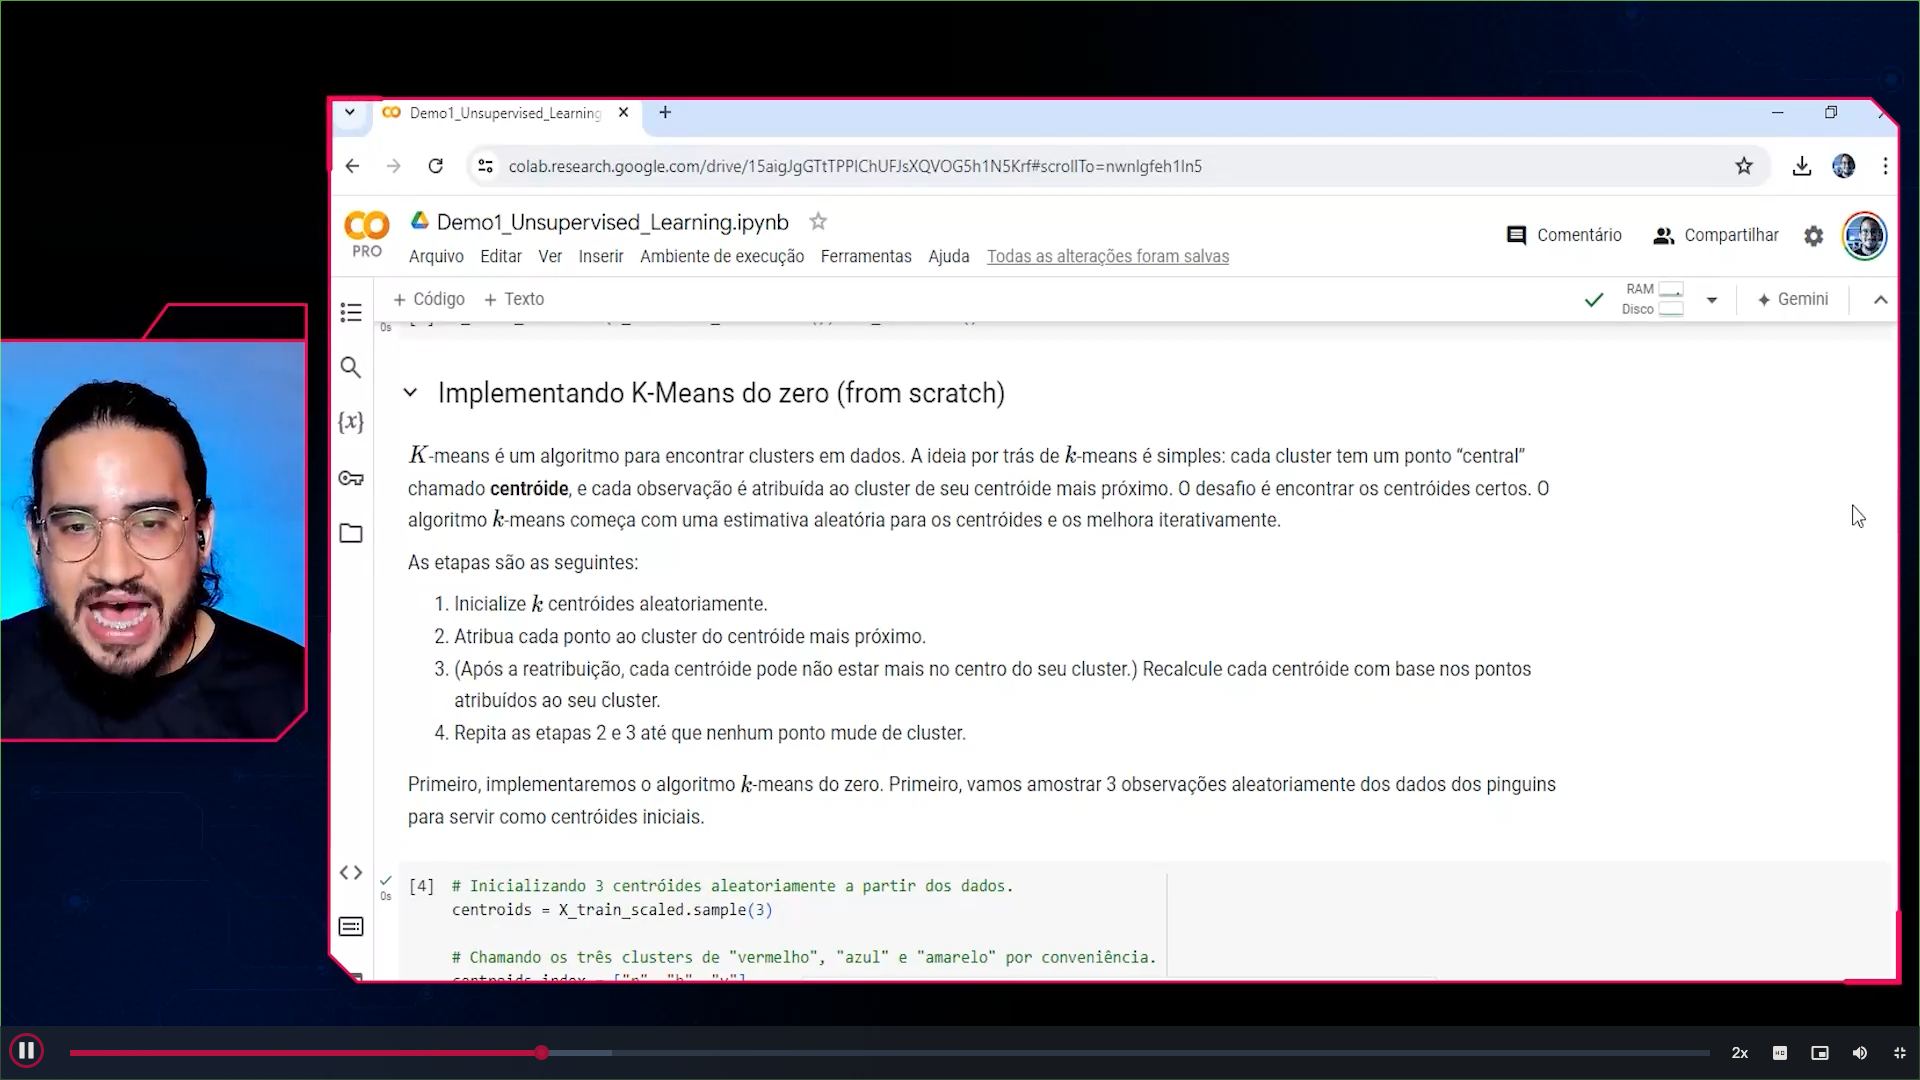 Demo1_Unsupervised_Learning
colab.research.google.com/drive/15aigJgGTtTPPIChUFJsXQVOG5h1N5Krf#scrollTo=nwnlgfeh1In5
CO
PRO
Demo1_Unsupervised_Learning.ipynb
Comentário
Compartilhar
Arquivo Editar Ver Inserir Ambiente de execução Ferramentas Ajuda Todas as alterações foram salvas
+ Código + Texto
RAM
Disco
Gemini
0s
Implementando K-Means do zero (from scratch)
K-means é um algoritmo para encontrar clusters em dados. A ideia por trás de k-means é simples: cada cluster tem um ponto “central”
chamado centróide, e cada observação é atribuída ao cluster de seu centróide mais próximo. O desafio é encontrar os centróides certos. O
algoritmo k-means começa com uma estimativa aleatória para os centróides e os melhora iterativamente.
As etapas são as seguintes:
1. Inicialize k centróides aleatoriamente.
2. Atribua cada ponto ao cluster do centróide mais próximo.
3. (Após a reatribuição, cada centróide pode não estar mais no centro do seu cluster.) Recalcule cada centróide com base nos pontos
atribuídos ao seu cluster.
4. Repita as etapas 2 e 3 até que nenhum ponto mude de cluster.
Primeiro, implementaremos o algoritmo k-means do zero. Primeiro, vamos amostrar 3 observações aleatoriamente dos dados dos pinguins
para servir como centróides iniciais.
0s
[4] # Inicializando 3 centróides aleatoriamente a partir dos dados.
centroids = X_train_scaled.sample(3)
# Chamando os três clusters de "vermelho", "azul" e "amarelo" por conveniência.
centroids.index = ["r", "b", "y"]
2x